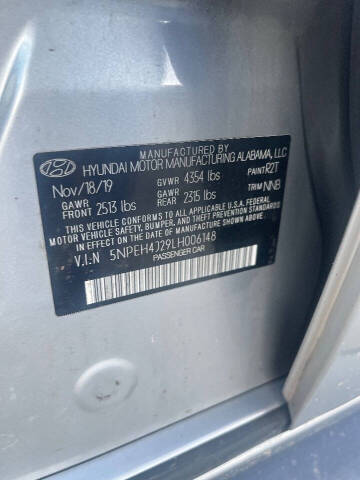 MANUFACTURED BY
HYUNDAI MOTOR MANUFACTURING ALABAMA, LLC
Nov/18/19 GVWR 4354 lbs PAINT R2T
GAWR FRONT 2513 lbs GAWR REAR 2315 lbs TRIM NNB
THIS VEHICLE CONFORMS TO ALL APPLICABLE U.S. FEDERAL
MOTOR VEHICLE SAFETY, BUMPER, AND THEFT PREVENTION STANDARDS
IN EFFECT ON THE DATE OF MANUFACTURE SHOWN ABOVE.
V.I.N 5NPEH4J29LH006148
PASSENGER CAR